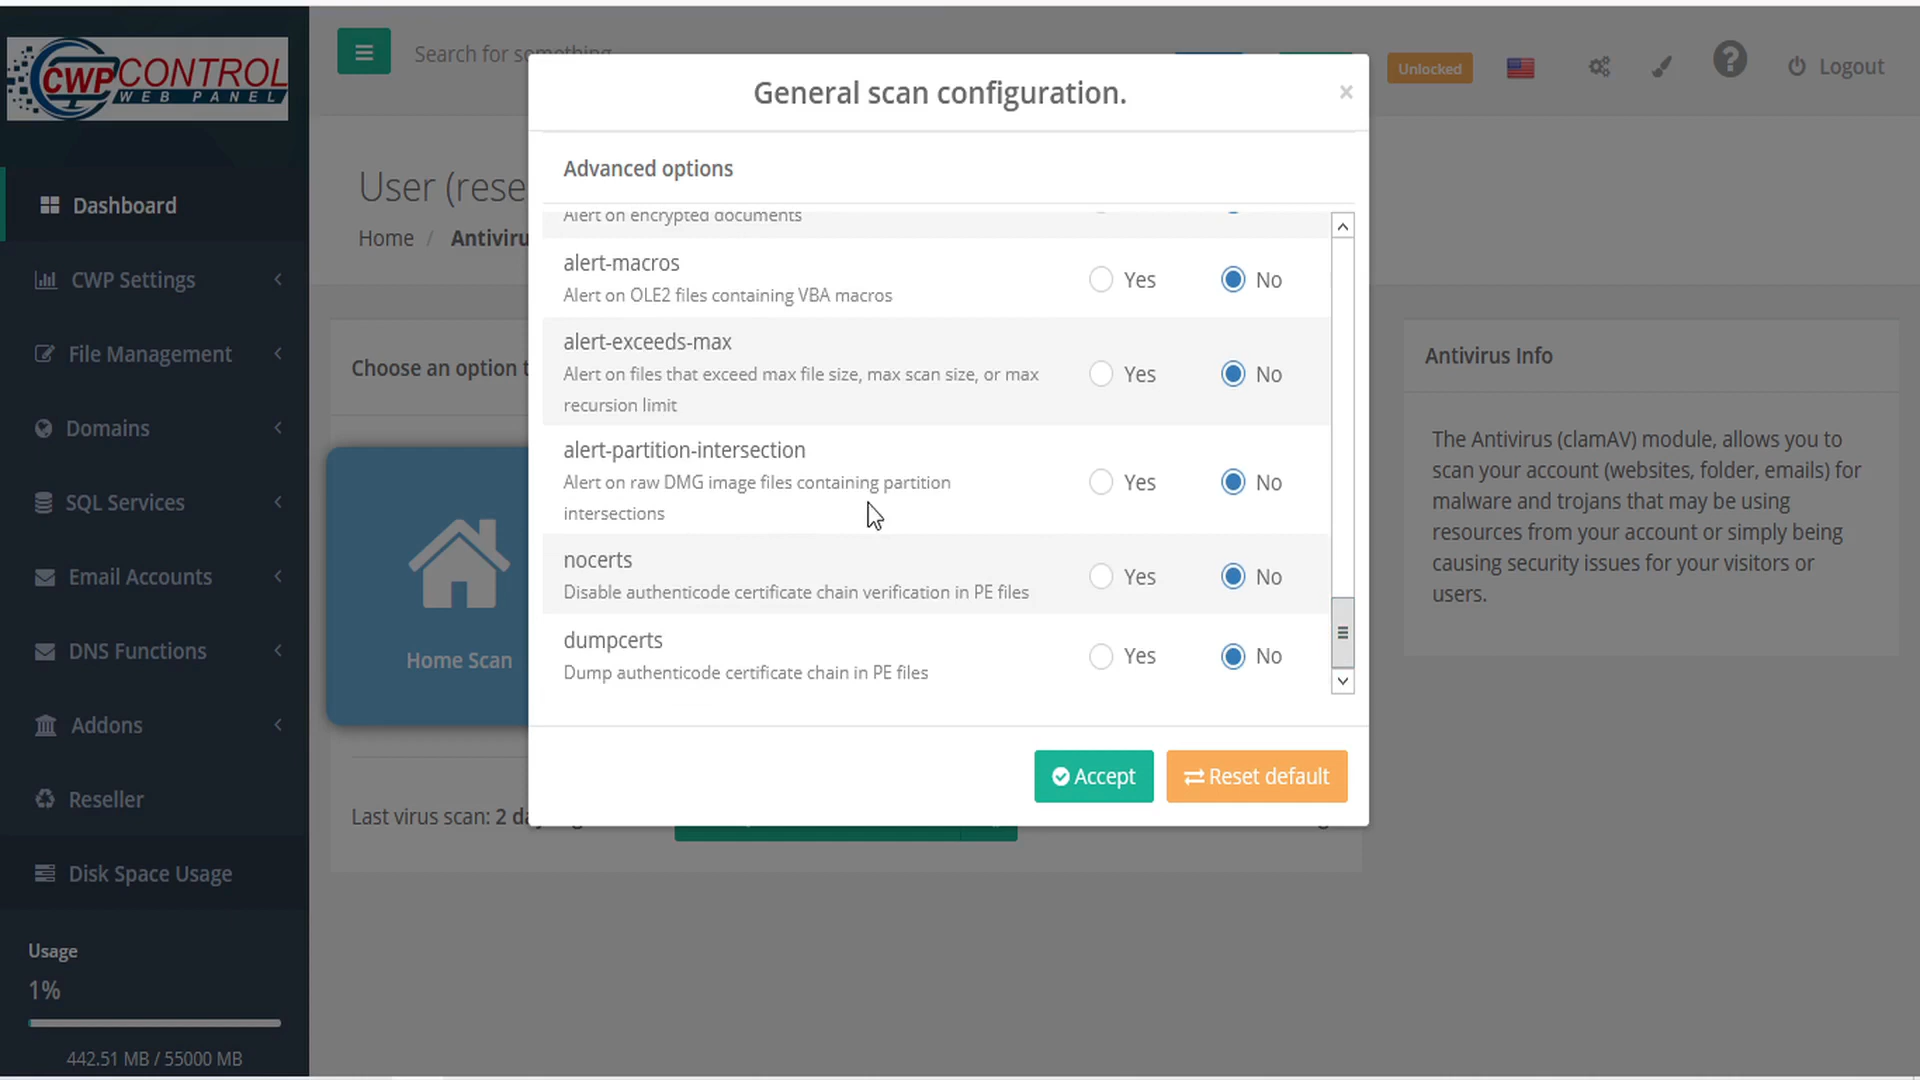 CWP CONTROL
WEB PANEL
Search for something
Unlocked
Logout
General scan configuration.
×
Advanced options
Alert on encrypted documents
alert-macros
Alert on OLE2 files containing VBA macros
Yes
No
alert-exceeds-max
Alert on files that exceed max file size, max scan size, or max
recursion limit
Yes
No
alert-partition-intersection
Alert on raw DMG image files containing partition
intersections
Yes
No
nocerts
Disable authenticode certificate chain verification in PE files
Yes
No
dumpcerts
Dump authenticode certificate chain in PE files
Yes
No
Accept
Reset default
User (rese
Home / Antiviru
Choose an option t
Home Scan
Last virus scan: 2
Antivirus Info
The Antivirus (clamAV) module, allows you to
scan your account (websites, folder, emails) for
malware and trojans that may be using
resources from your account or simply being
causing security issues for your visitors or
users.
Dashboard
CWP Settings
File Management
Domains
SQL Services
Email Accounts
DNS Functions
Addons
Reseller
Disk Space Usage
Usage
1%
442.51 MB / 55000 MB